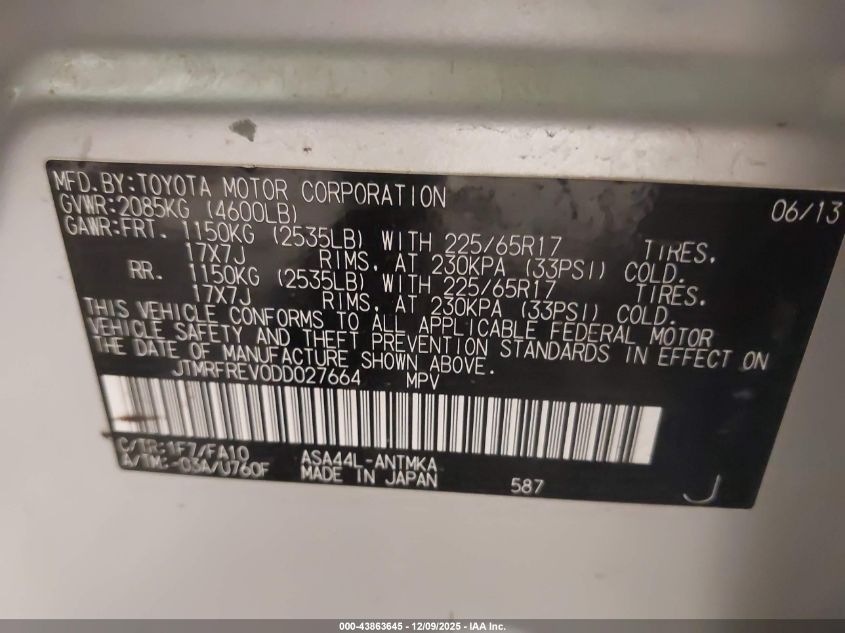 MFD.BY:TOYOTA MOTOR CORPORATION 06/13
GVWR:2085KG (4600LB)
GAWR:FRT. 1150KG (2535LB) WITH 225/65R17 TIRES,
17X7J RIMS, AT 230KPA (33PSI) COLD.
RR. 1150KG (2535LB) WITH 225/65R17 TIRES,
17X7J RIMS, AT 230KPA (33PSI) COLD.
THIS VEHICLE CONFORMS TO ALL APPLICABLE FEDERAL MOTOR
VEHICLE SAFETY AND THEFT PREVENTION STANDARDS IN EFFECT ON
THE DATE OF MANUFACTURE SHOWN ABOVE.
JTMRFREV0DD027664 MPV
C/TR:1F7/FA10 ASA44L-ANTMKA
A/TM:-03A/U760F MADE IN JAPAN 587 J
000-43863645 - 12/09/2025 - IAA Inc.